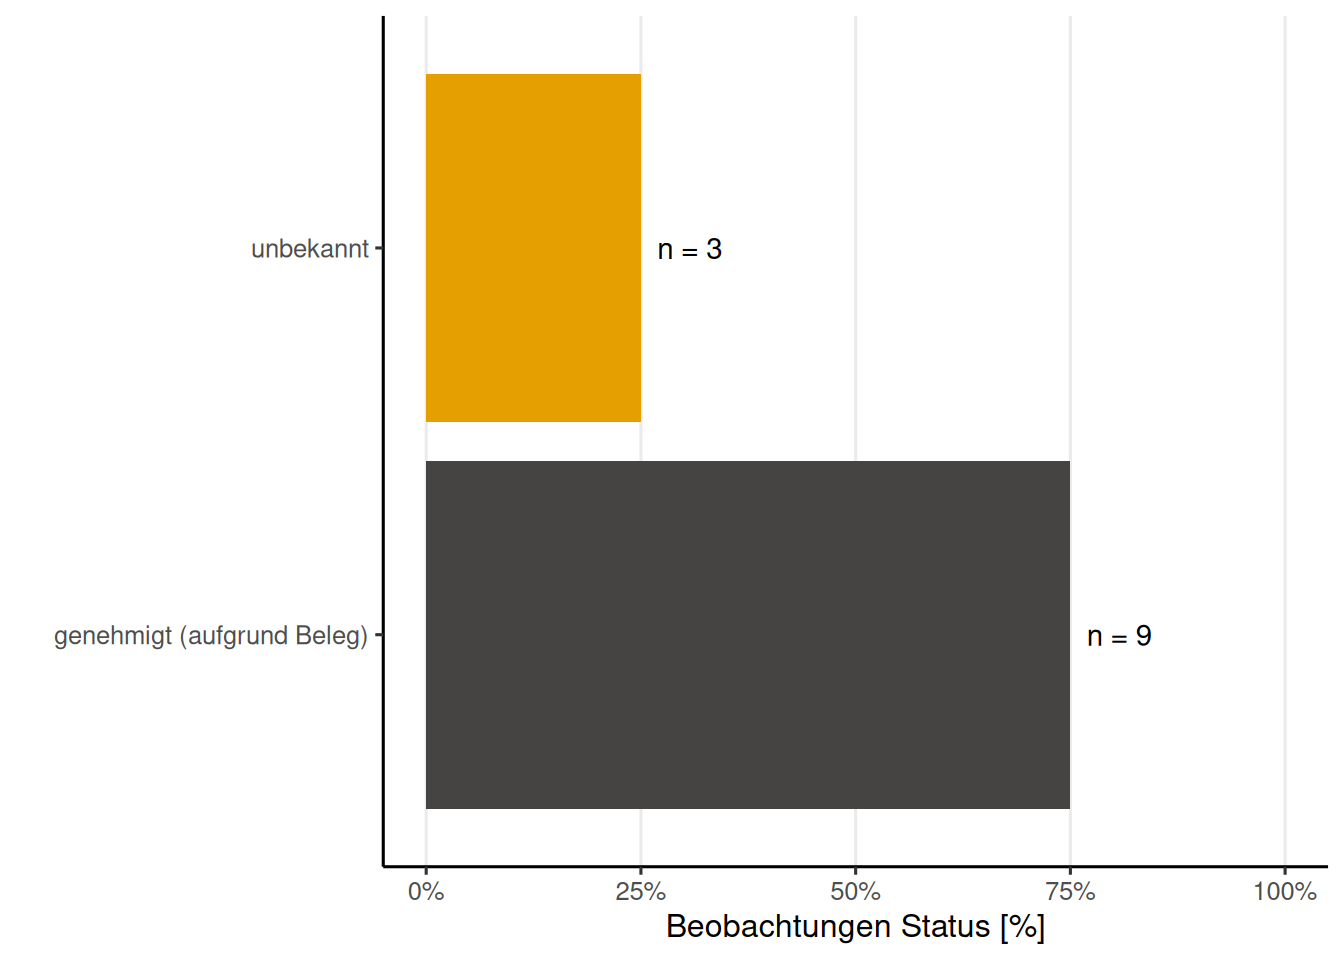 unbekannt
n = 3
genehmigt (aufgrund Beleg)
n = 9
0% 25% 50% 75% 100%
Beobachtungen Status [%]